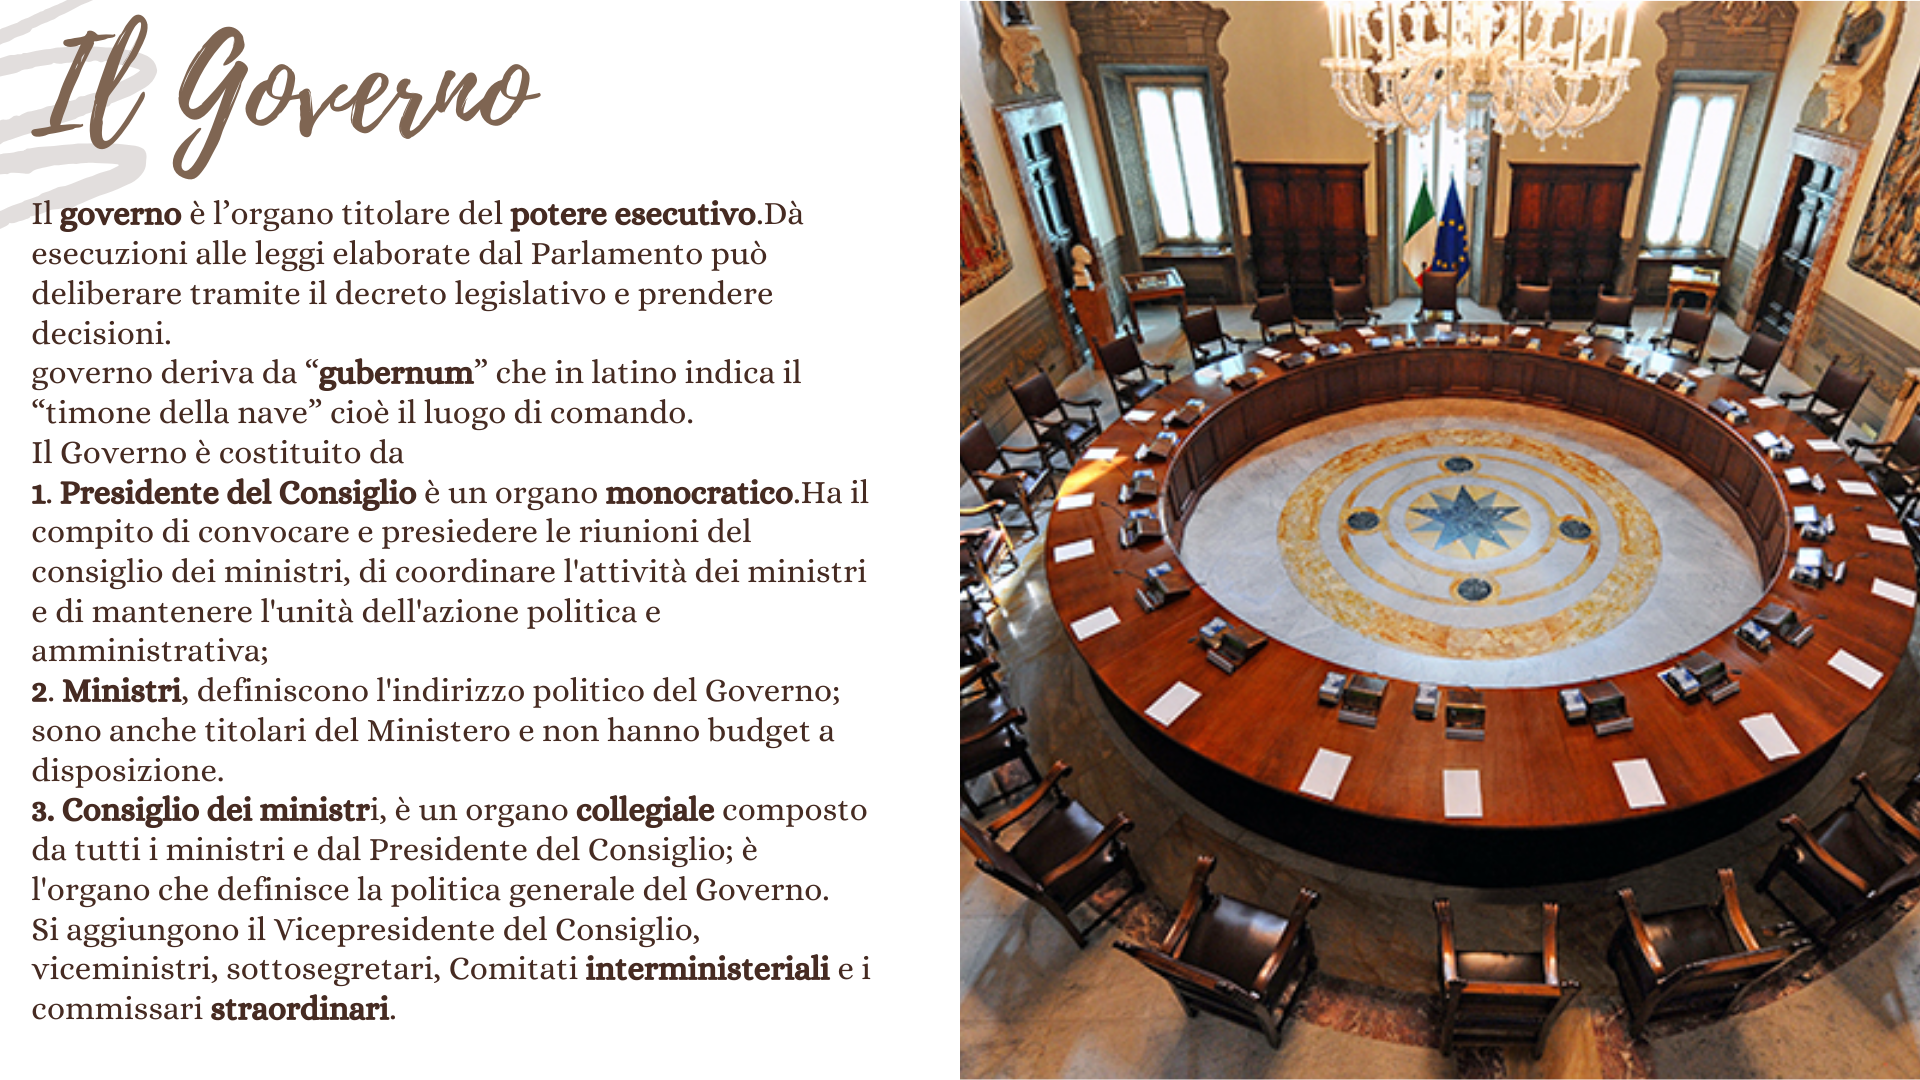 Il Governo
Il governo è l’organo titolare del potere esecutivo.Dà
esecuzioni alle leggi elaborate dal Parlamento può
deliberare tramite il decreto legislativo e prendere
decisioni.
governo deriva da “gubernum” che in latino indica il
“timone della nave” cioè il luogo di comando.
Il Governo è costituito da
1. Presidente del Consiglio è un organo monocratico.Ha il
compito di convocare e presiedere le riunioni del
consiglio dei ministri, di coordinare l'attività dei ministri
e di mantenere l'unità dell'azione politica e
amministrativa;
2. Ministri, definiscono l'indirizzo politico del Governo;
sono anche titolari del Ministero e non hanno budget a
disposizione.
3. Consiglio dei ministri, è un organo collegiale composto
da tutti i ministri e dal Presidente del Consiglio; è
l'organo che definisce la politica generale del Governo.
Si aggiungono il Vicepresidente del Consiglio,
viceministri, sottosegretari, Comitati interministeriali e i
commissari straordinari.